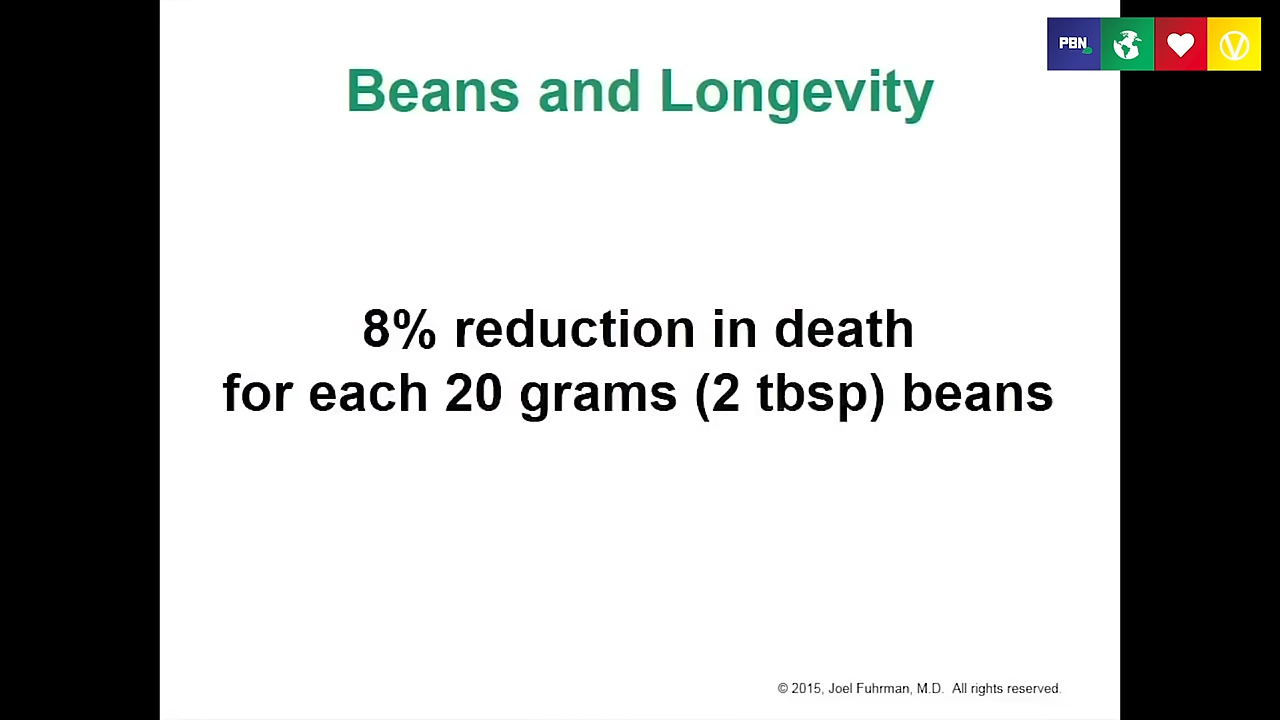 PBN
Beans and Longevity
8% reduction in death
for each 20 grams (2 tbsp) beans
© 2015, Joel Fuhrman, M.D. All rights reserved.